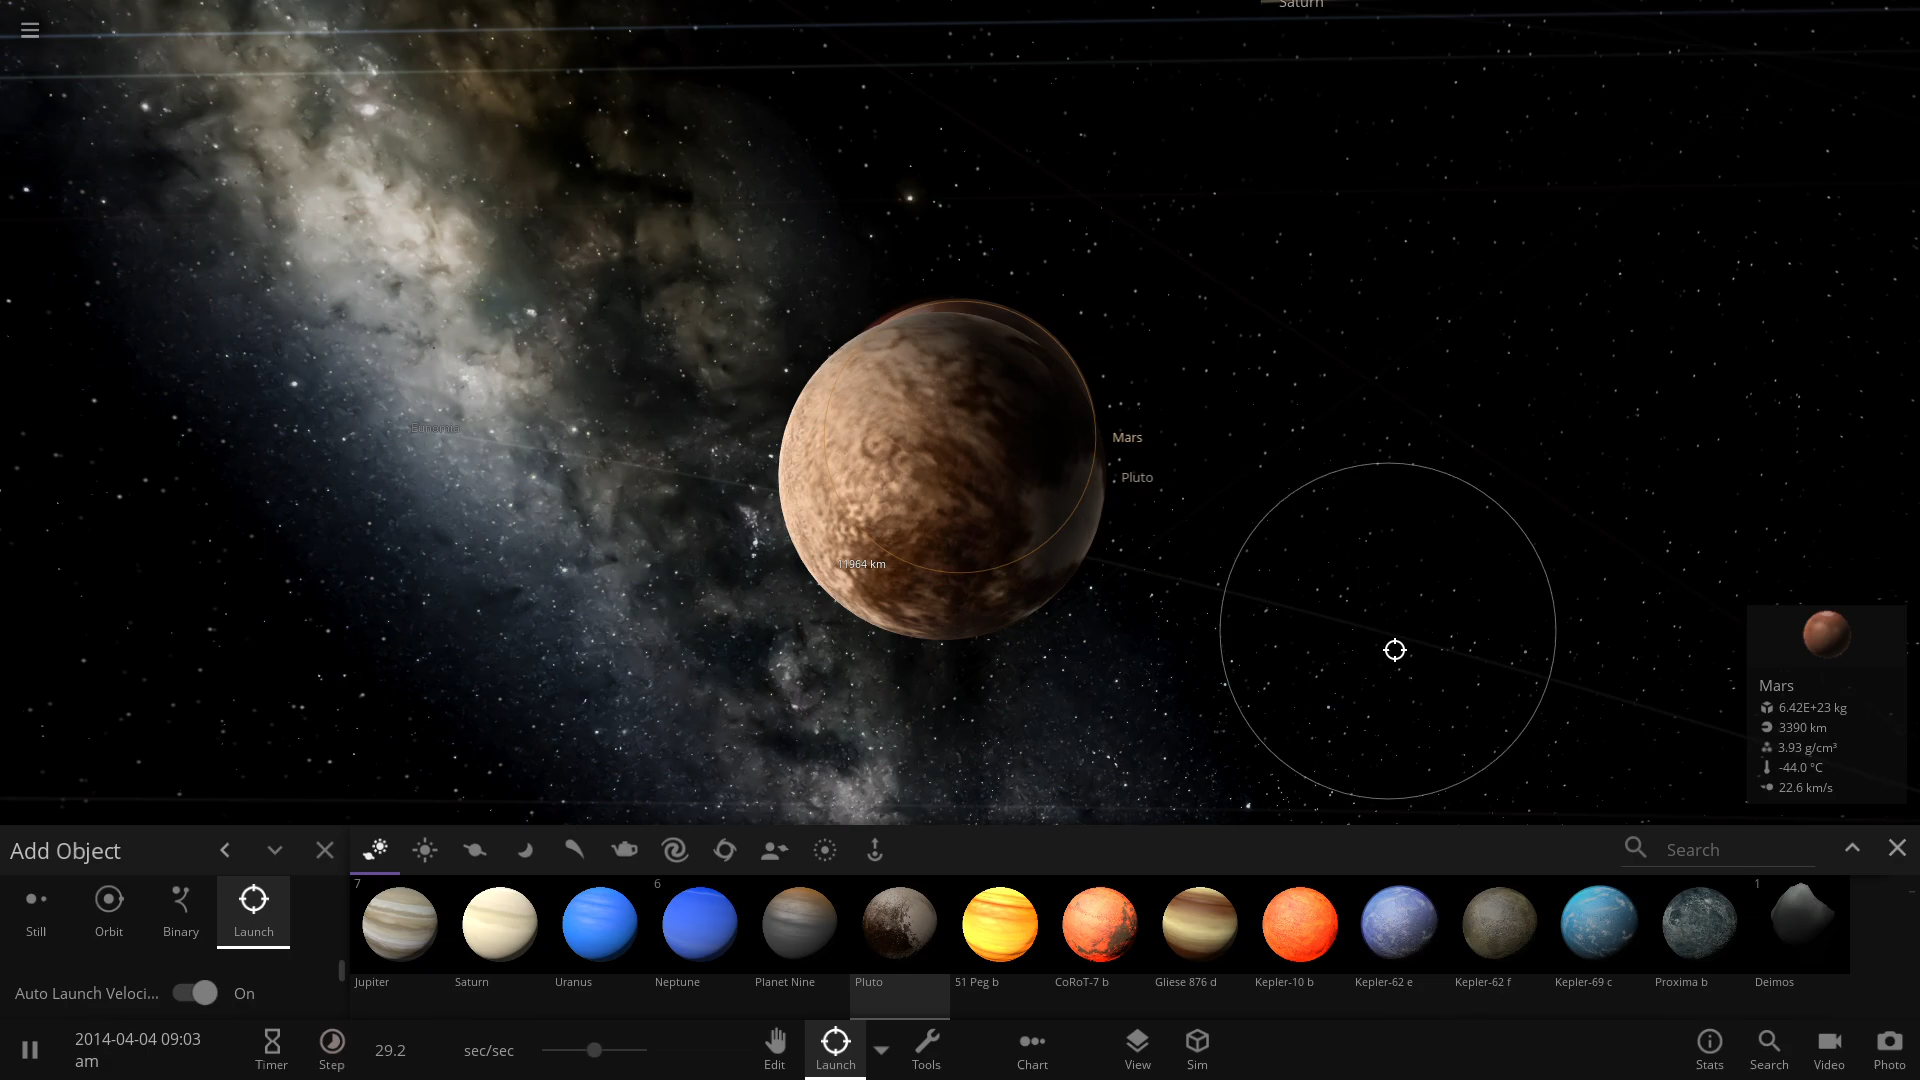 Saturn
Eunomia
Mars
Pluto
11964 km
Mars
6.42E+23 kg
3390 km
3.93 g/cm³
-44.0 °C
22.6 km/s
Add Object
Search
Still
Orbit
Binary
Launch
Auto Launch Veloci...
On
7
6
1
Jupiter
Saturn
Uranus
Neptune
Planet Nine
Pluto
51 Peg b
CoRoT-7 b
Gliese 876 d
Kepler-10 b
Kepler-62 e
Kepler-62 f
Kepler-69 c
Proxima b
Deimos
2014-04-04 09:03
am
Timer
Step
29.2
sec/sec
Edit
Launch
Tools
Chart
View
Sim
Stats
Search
Video
Photo